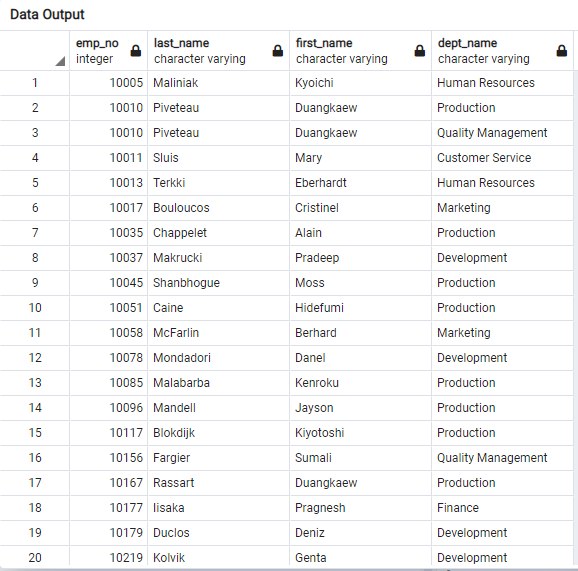 Data Output
emp_no last_name first_name dept_name
integer character varying character varying character varying
1 10005 Maliniak Kyoichi Human Resources
2 10010 Piveteau Duangkaew Production
3 10010 Piveteau Duangkaew Quality Management
4 10011 Sluis Mary Customer Service
5 10013 Terkki Eberhardt Human Resources
6 10017 Bouloucos Cristinel Marketing
7 10035 Chappelet Alain Production
8 10037 Makrucki Pradeep Development
9 10045 Shanbhogue Moss Production
10 10051 Caine Hidefumi Production
11 10058 McFarlin Berhard Marketing
12 10078 Mondadori Danel Development
13 10085 Malabarba Kenroku Production
14 10096 Mandell Jayson Production
15 10117 Blokdijk Kiyotoshi Production
16 10156 Fargier Sumali Quality Management
17 10167 Rassart Duangkaew Production
18 10177 Iisaka Pragnesh Finance
19 10179 Duclos Deniz Development
20 10219 Kolvik Genta Development